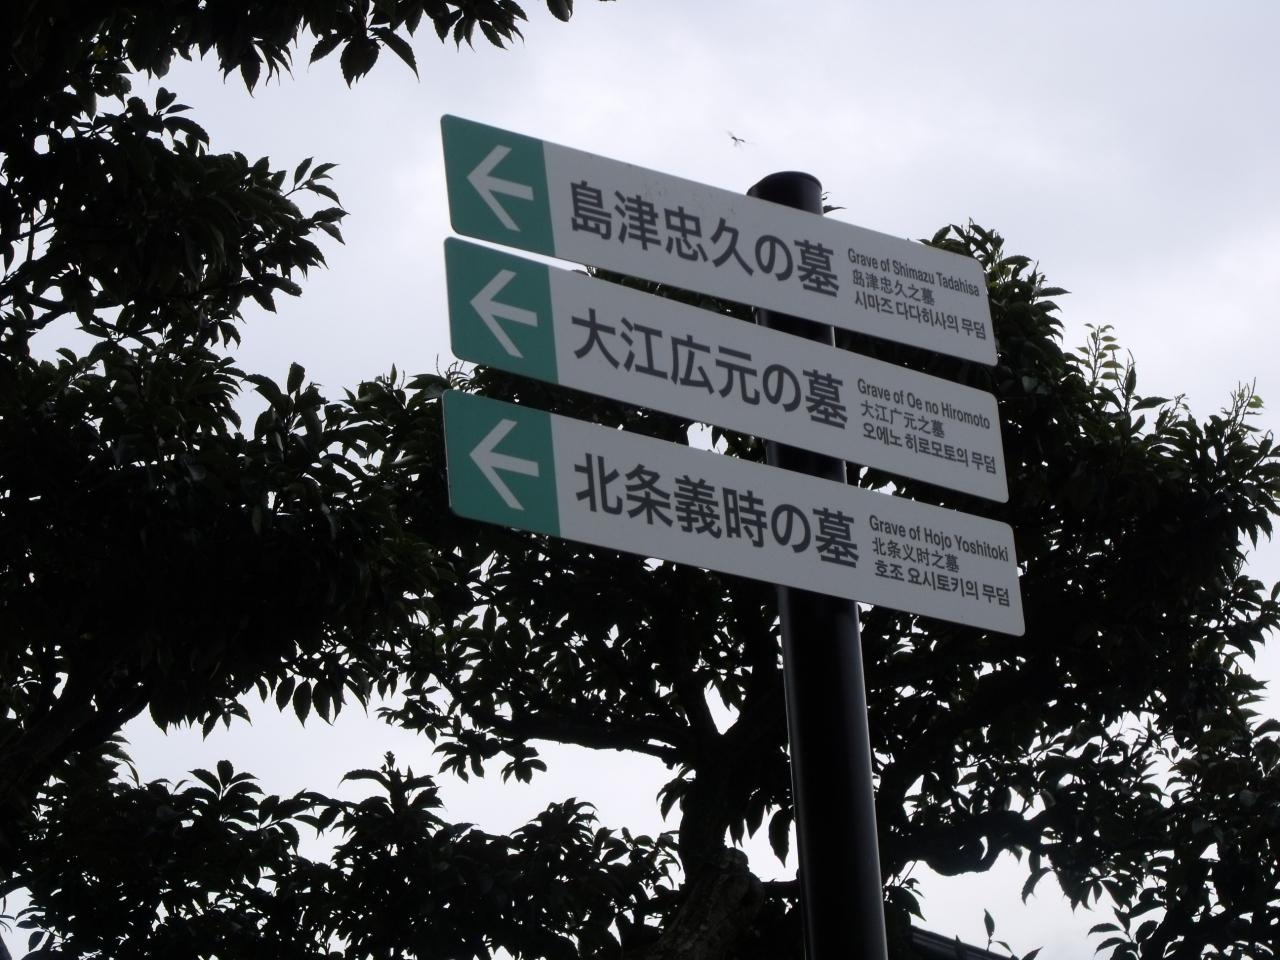 島津忠久の墓
Grave of Shimazu Tadahisa
岛津忠久之墓
시마즈 다다히사의 무덤
大江広元の墓
Grave of Oe no Hiromoto
大江广元之墓
오에노 히로모토의 무덤
北条義時の墓
Grave of Hojo Yoshitoki
北条义时之墓
호조 요시토키의 무덤